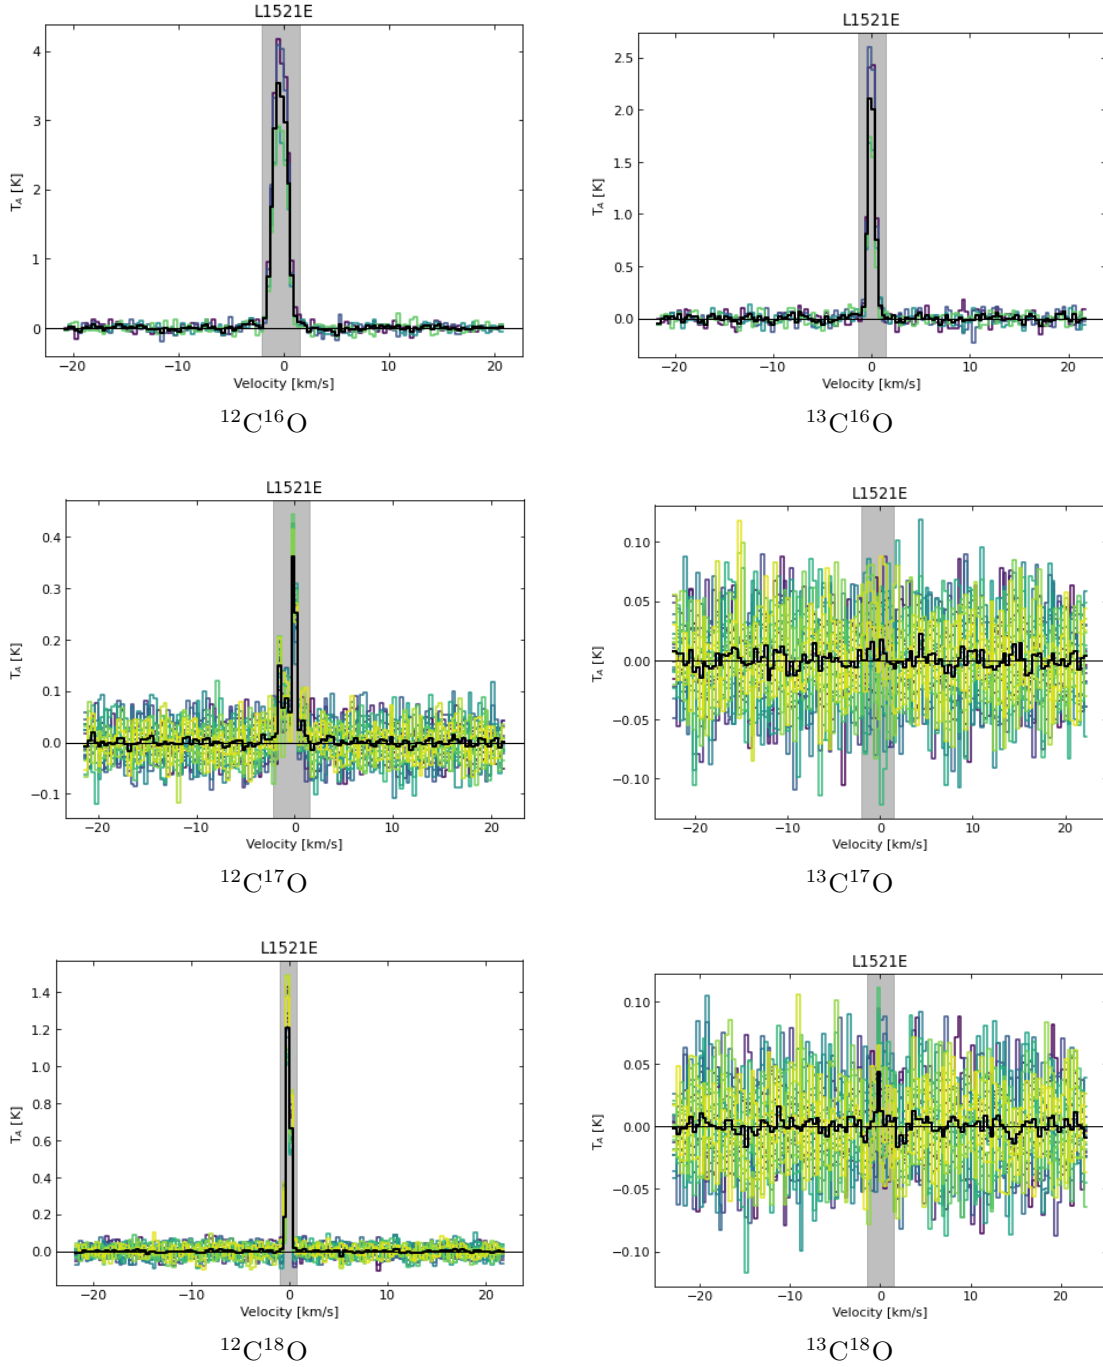 L1521E
4
3
2
1
0
T_A [K]
−20 −10 0 10 20
Velocity [km/s]
¹²C¹⁶O
L1521E
2.5
2.0
1.5
1.0
0.5
0.0
T_A [K]
−20 −10 0 10 20
Velocity [km/s]
¹³C¹⁶O
L1521E
0.4
0.3
0.2
0.1
0.0
−0.1
T_A [K]
−20 −10 0 10 20
Velocity [km/s]
¹²C¹⁷O
L1521E
0.10
0.05
0.00
−0.05
−0.10
T_A [K]
−20 −10 0 10 20
Velocity [km/s]
¹³C¹⁷O
L1521E
1.4
1.2
1.0
0.8
0.6
0.4
0.2
0.0
T_A [K]
−20 −10 0 10 20
Velocity [km/s]
¹²C¹⁸O
L1521E
0.10
0.05
0.00
−0.05
−0.10
T_A [K]
−20 −10 0 10 20
Velocity [km/s]
¹³C¹⁸O